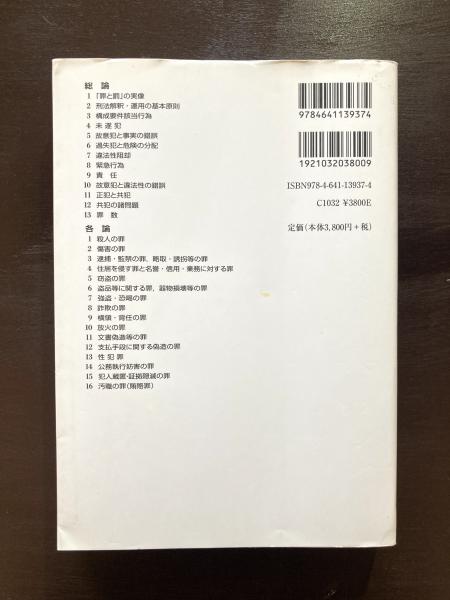 総 論
1 「罪と罰」の実像
2 刑法解釈・運用の基本原則
3 構成要件該当行為
4 未 遂 犯
5 故意犯と事実の錯誤
6 過失犯と危険の分配
7 違法性阻却
8 緊急行為
9 責 任
10 故意犯と違法性の錯誤
11 正犯と共犯
12 共犯の諸問題
13 罪 数
各 論
1 殺人の罪
2 傷害の罪
3 逮捕・監禁の罪、略取・誘拐等の罪
4 住居を侵す罪と名誉・信用・業務に対する罪
5 窃盗の罪
6 盗品等に関する罪、器物損壊等の罪
7 強盗・恐喝の罪
8 詐欺の罪
9 横領・背任の罪
10 放火の罪
11 文書偽造等の罪
12 支払手段に関する偽造の罪
13 性 犯 罪
14 公務執行妨害の罪
15 犯人蔵匿・証拠隠滅の罪
16 汚職の罪(賄賂罪)
9784641139374
1921032038009
ISBN978-4-641-13937-4
C1032 ¥3800E
定価(本体3,800円+税)